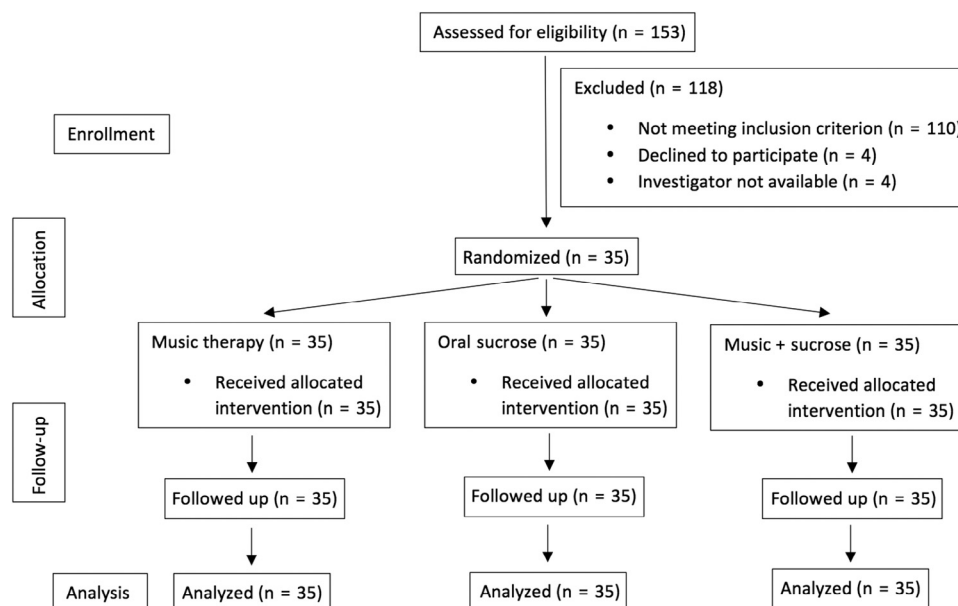 Assessed for eligibility (n = 153)
Excluded (n = 118)
• Not meeting inclusion criterion (n = 110)
• Declined to participate (n = 4)
• Investigator not available (n = 4)
Enrollment
Allocation
Randomized (n = 35)
Music therapy (n = 35)
• Received allocated
intervention (n = 35)
Oral sucrose (n = 35)
• Received allocated
intervention (n = 35)
Music + sucrose (n = 35)
• Received allocated
intervention (n = 35)
Follow-up
Followed up (n = 35)
Followed up (n = 35)
Followed up (n = 35)
Analysis
Analyzed (n = 35)
Analyzed (n = 35)
Analyzed (n = 35)